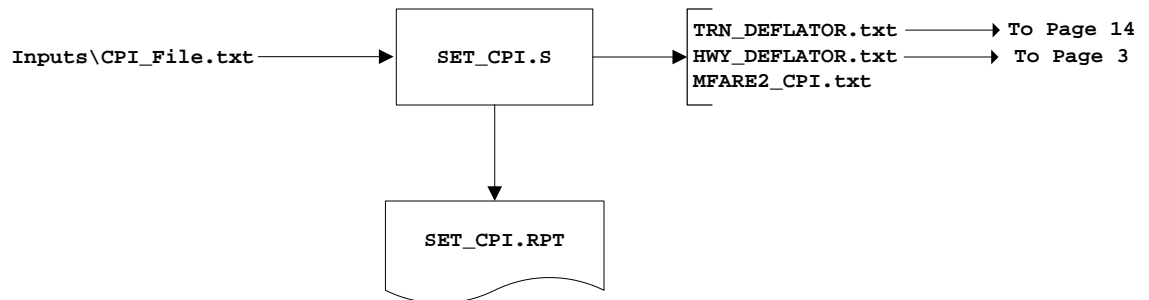 TRN_DEFLATOR.txt To Page 14
Inputs\CPI_File.txt SET_CPI.S HWY_DEFLATOR.txt To Page 3
MFARE2_CPI.txt
SET_CPI.RPT